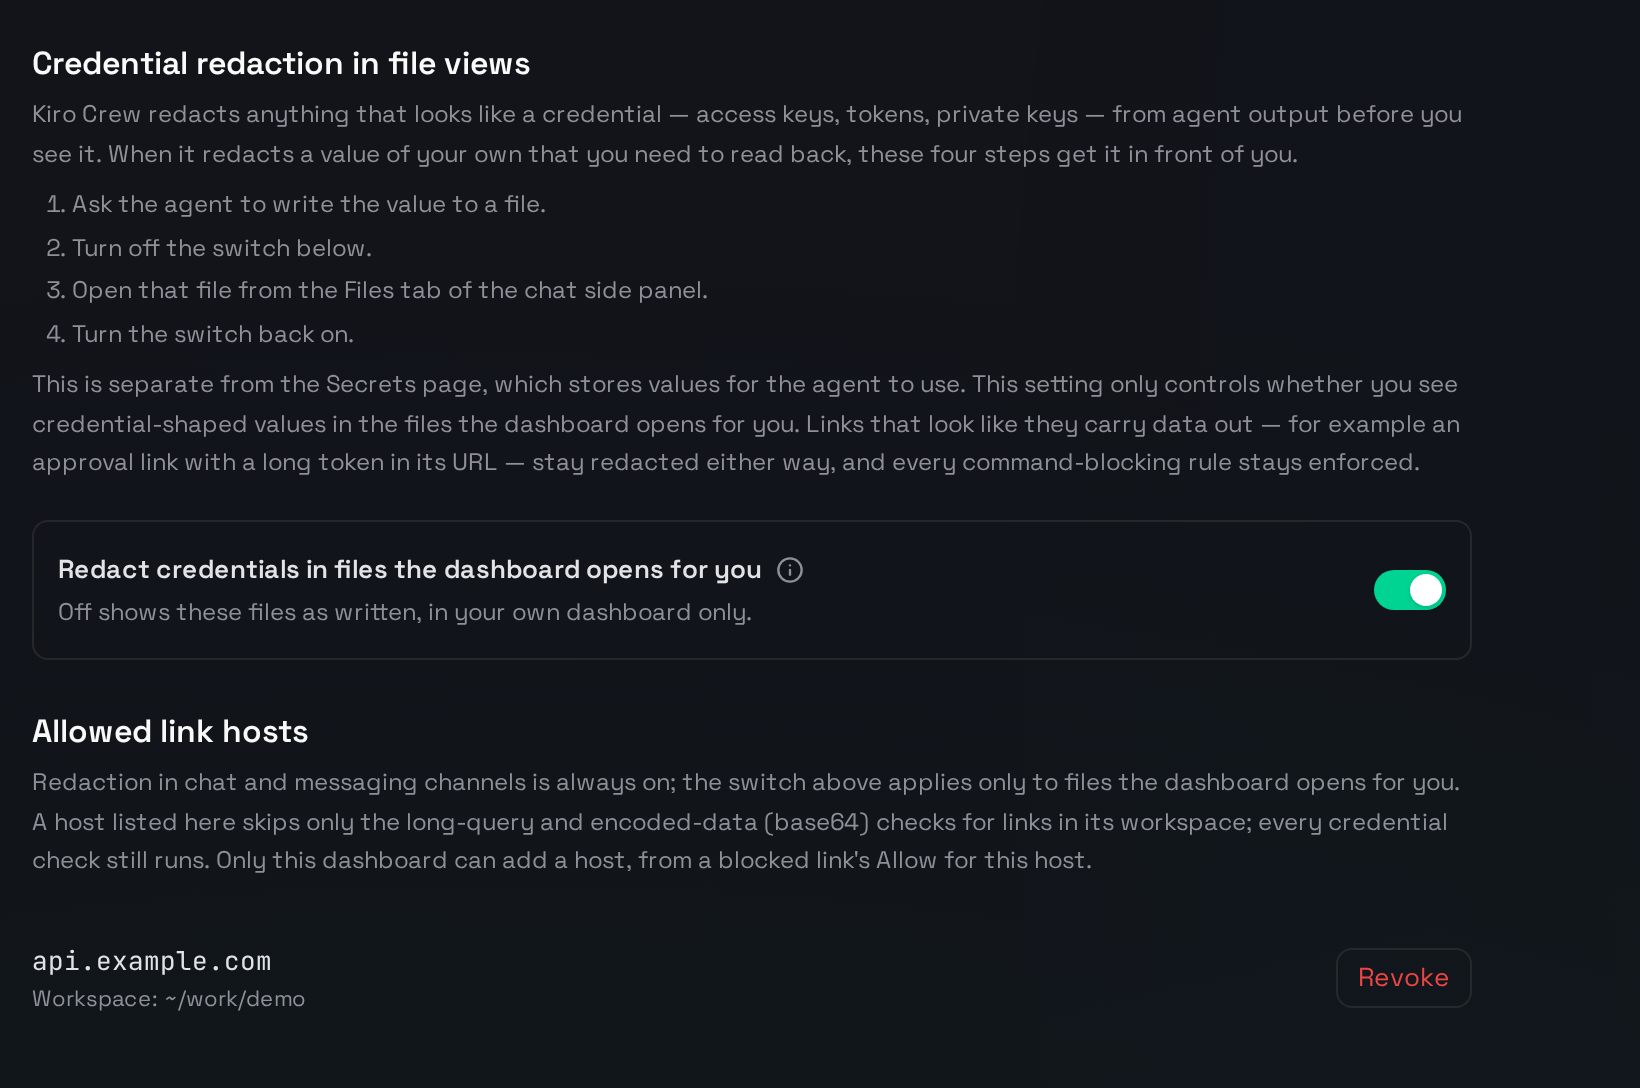 Credential redaction in file views
Kiro Crew redacts anything that looks like a credential — access keys, tokens, private keys — from agent output before you
see it. When it redacts a value of your own that you need to read back, these four steps get it in front of you.
1. Ask the agent to write the value to a file.
2. Turn off the switch below.
3. Open that file from the Files tab of the chat side panel.
4. Turn the switch back on.
This is separate from the Secrets page, which stores values for the agent to use. This setting only controls whether you see
credential-shaped values in the files the dashboard opens for you. Links that look like they carry data out — for example an
approval link with a long token in its URL — stay redacted either way, and every command-blocking rule stays enforced.
Redact credentials in files the dashboard opens for you
Off shows these files as written, in your own dashboard only.
Allowed link hosts
Redaction in chat and messaging channels is always on; the switch above applies only to files the dashboard opens for you.
A host listed here skips only the long-query and encoded-data (base64) checks for links in its workspace; every credential
check still runs. Only this dashboard can add a host, from a blocked link's Allow for this host.
api.example.com
Workspace: ~/work/demo
Revoke